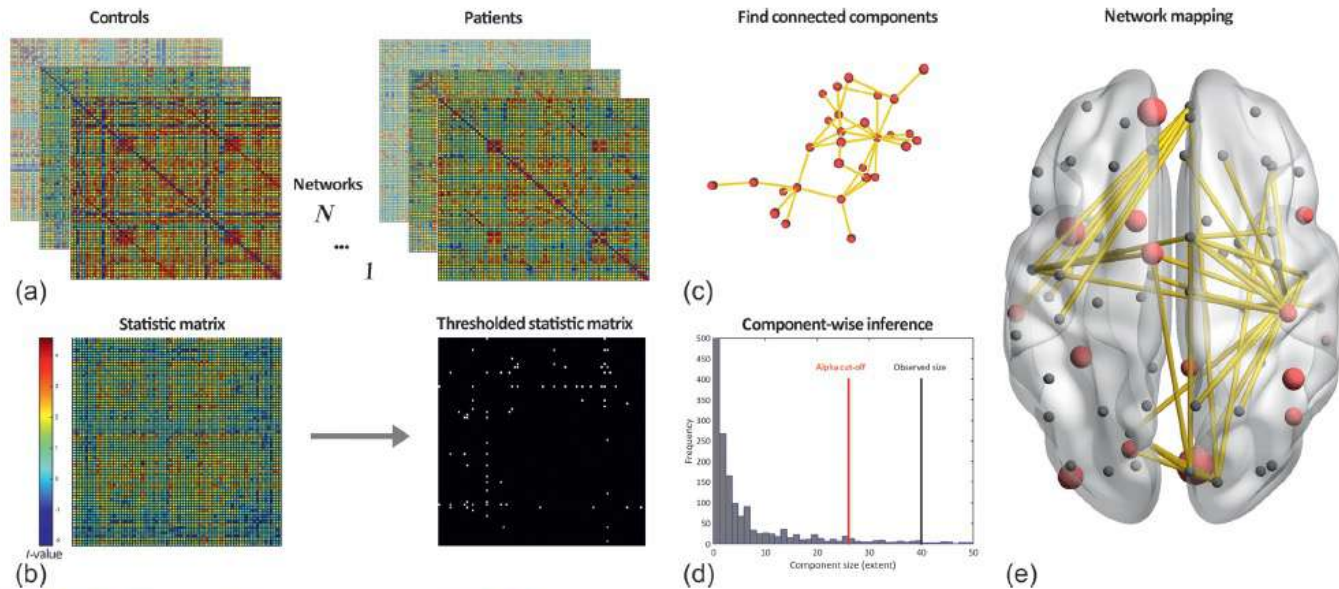 Controls
Patients
Networks
N
...
1
(a)
Statistic matrix
Thresholded statistic matrix
t-value
(b)
Find connected components
(c)
Component-wise inference
Alpha cut-off
Observed size
Frequency
500
450
400
350
300
250
200
150
100
50
0
0 10 20 30 40 50
Component size (extent)
(d)
Network mapping
(e)